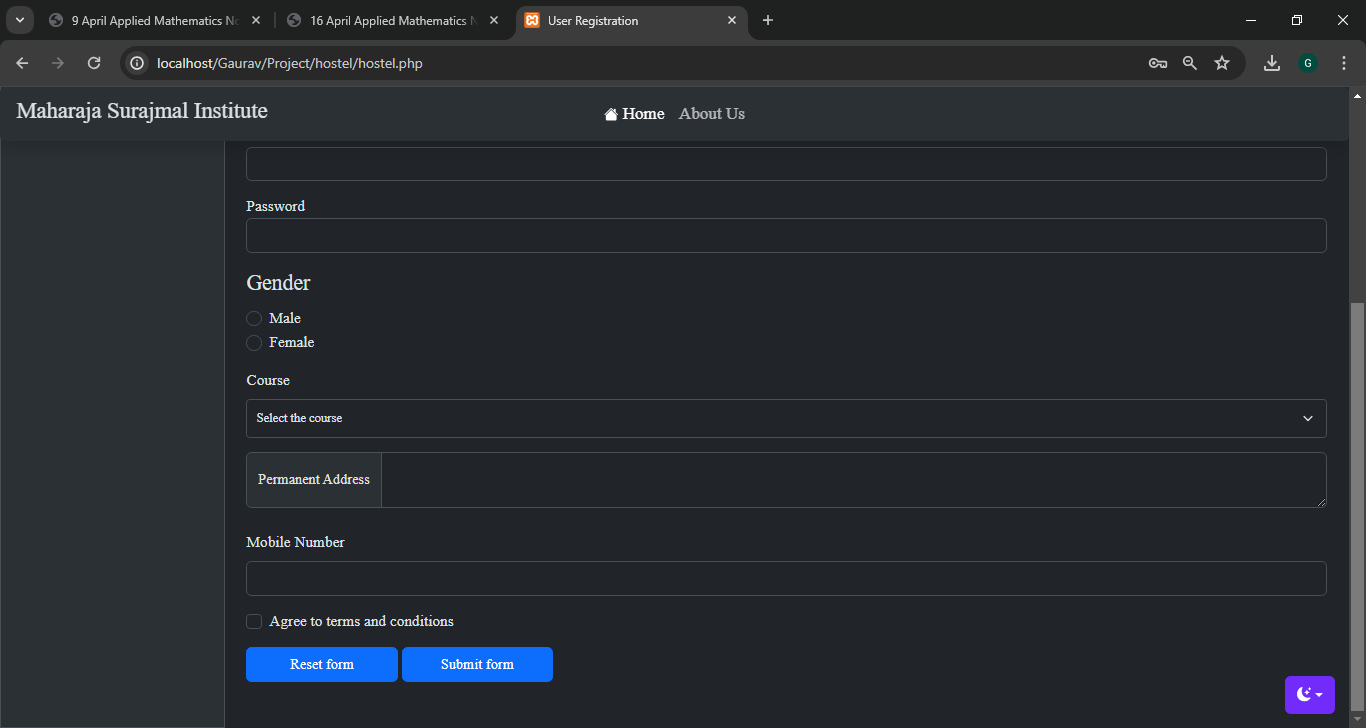 9 April Applied Mathematics No
16 April Applied Mathematics N
User Registration
localhost/Gaurav/Project/hostel/hostel.php
G
Maharaja Surajmal Institute
Home
About Us
Password
Gender
Male
Female
Course
Select the course
Permanent Address
Mobile Number
Agree to terms and conditions
Reset form
Submit form